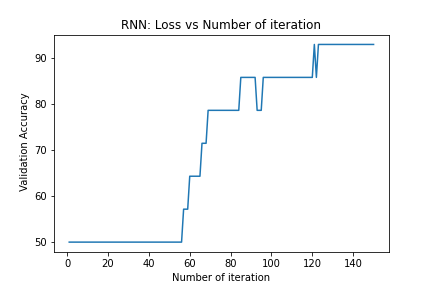 RNN: Loss vs Number of iteration
Validation Accuracy
90
80
70
60
50
0 20 40 60 80 100 120 140
Number of iteration